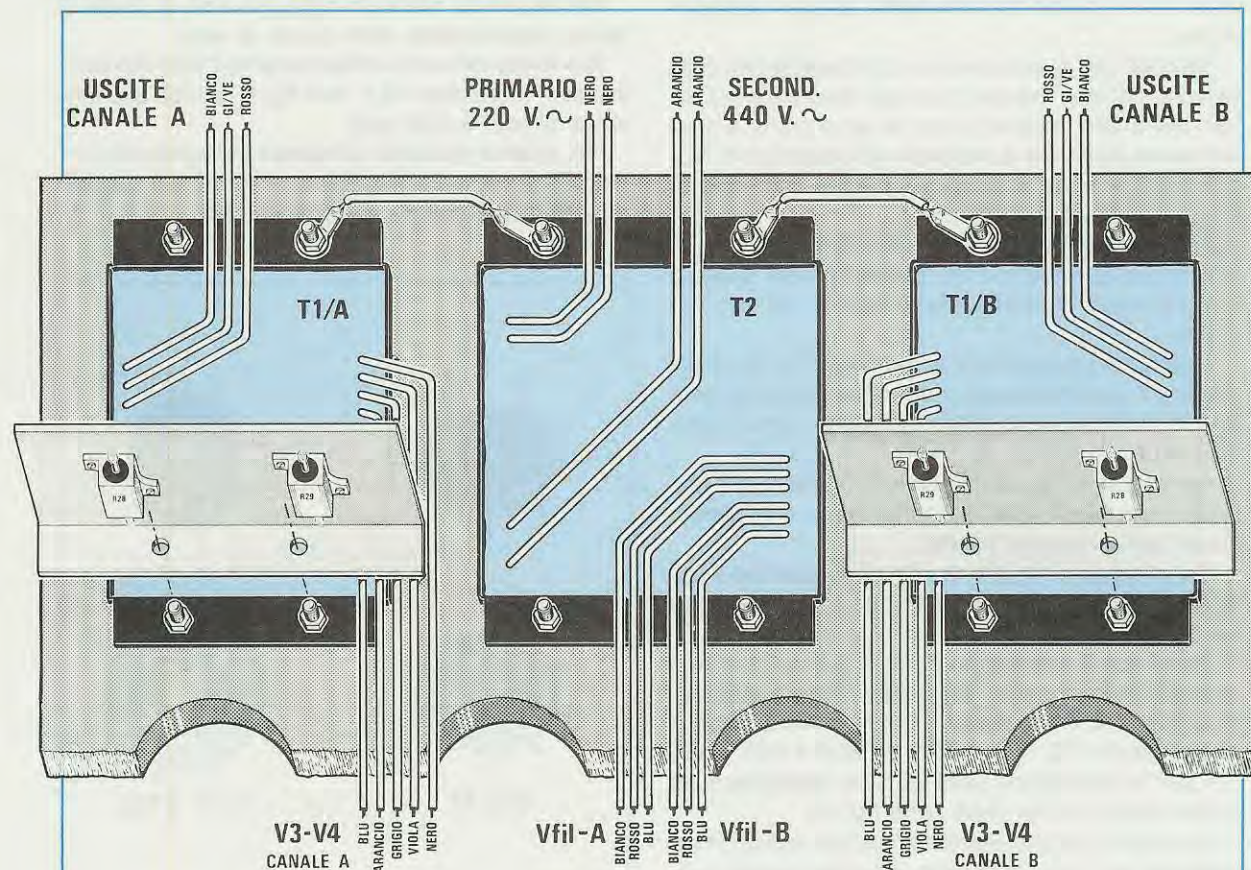 USCITE
CANALE A
BIANCO
GI/VE
ROSSO
PRIMARIO
220 V.∿
NERO
NERO
ARANCIO
ARANCIO
SECOND.
440 V.∿
ROSSO
GI/VE
BIANCO
USCITE
CANALE B
T1/A
T2
T1/B
R28
R29
R29
R28
V3-V4
CANALE A
BLU
ARANCIO
GRIGIO
VIOLA
NERO
Vfil-A
BIANCO
ROSSO
BLU
BIANCO
ROSSO
BLU
Vfil-B
BLU
ARANCIO
GRIGIO
VIOLA
NERO
V3-V4
CANALE B